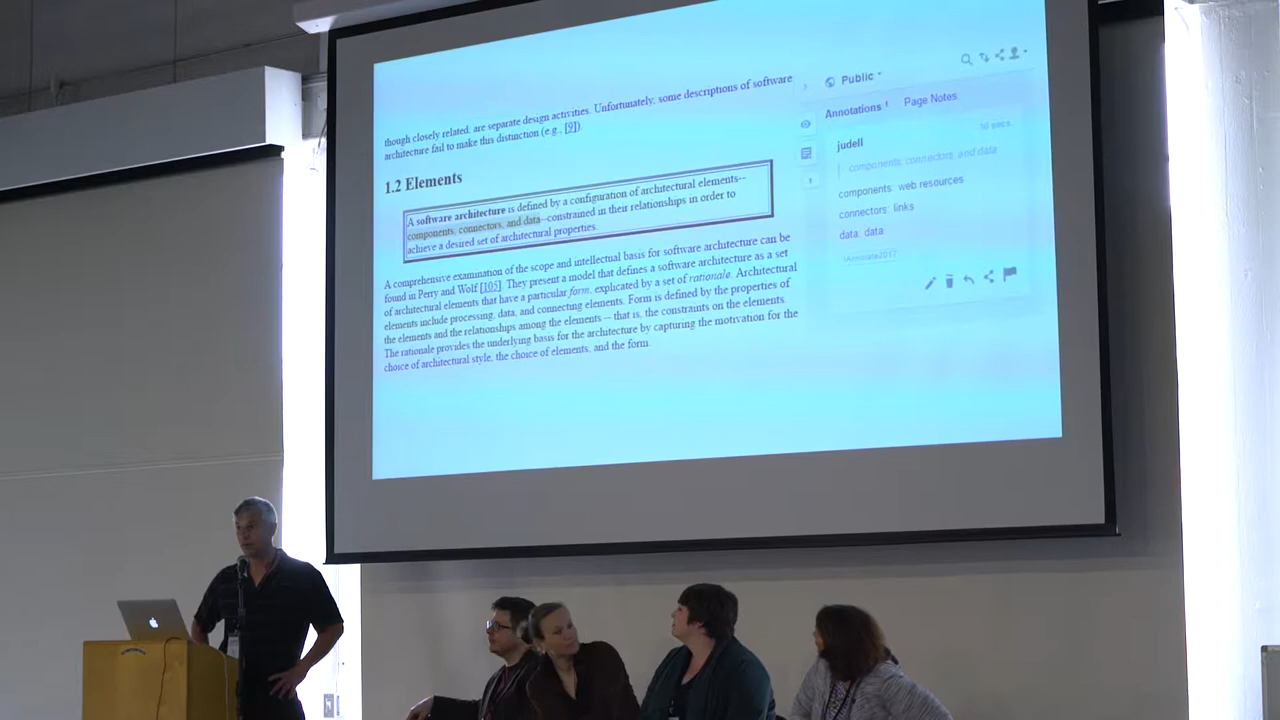 though closely related, are separate design activities. Unfortunately, some descriptions of software
architecture fail to make this distinction (e.g., [9]).
1.2 Elements
A software architecture is defined by a configuration of architectural elements--
components, connectors, and data--constrained in their relationships in order to
achieve a desired set of architectural properties.
A comprehensive examination of the scope and intellectual basis for software architecture can be
found in Perry and Wolf [105]. They present a model that defines a software architecture as a set
of architectural elements that have a particular form, explicated by a set of rationale. Architectural
elements include processing, data, and connecting elements. Form is defined by the properties of
the elements and the relationships among the elements -- that is, the constraints on the elements.
The rationale provides the underlying basis for the architecture by capturing the motivation for the
choice of architectural style, the choice of elements, and the form.
Public
Annotations 1 Page Notes
judell
components, connectors, and data
components: web resources
connectors: links
data: data
IAnnotate2017